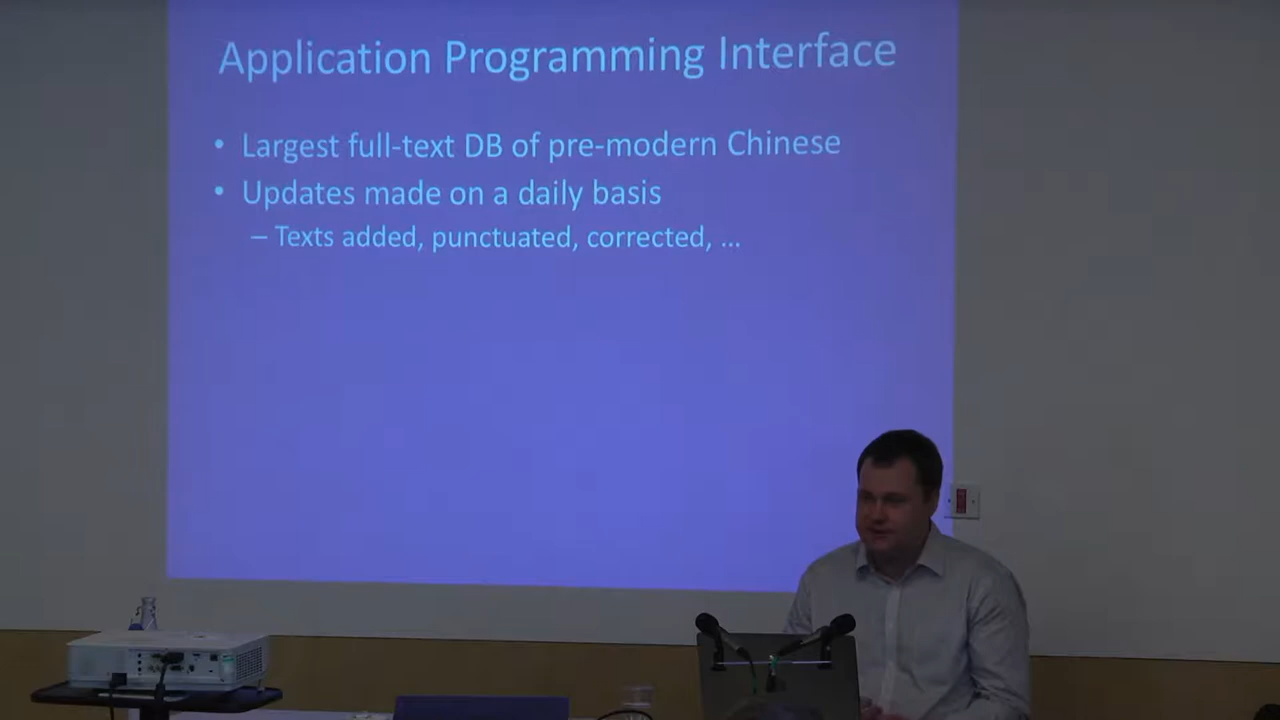 Application Programming Interface
• Largest full-text DB of pre-modern Chinese
• Updates made on a daily basis
– Texts added, punctuated, corrected, ...